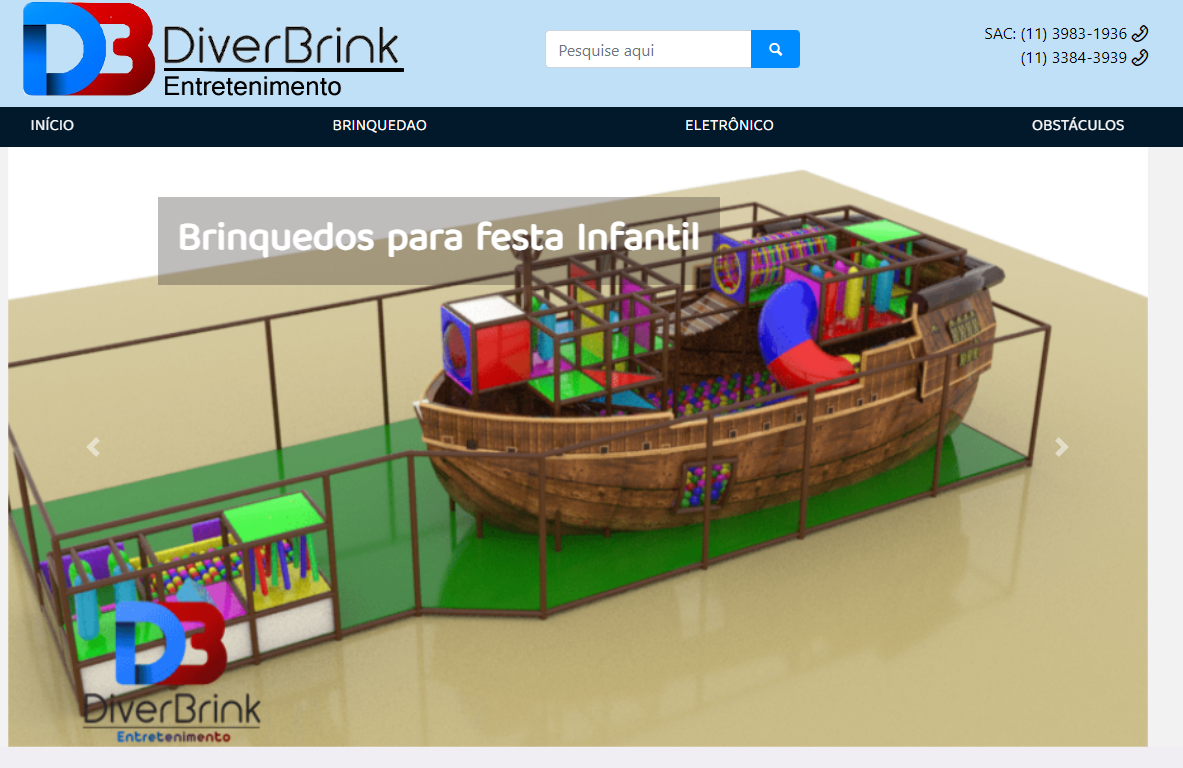 DB
DiverBrink
Entretenimento
Pesquise aqui
SAC: (11) 3983-1936
(11) 3384-3939
INÍCIO
BRINQUEDAO
ELETRÔNICO
OBSTÁCULOS
Brinquedos para festa Infantil
DB
DiverBrink
Entretenimento